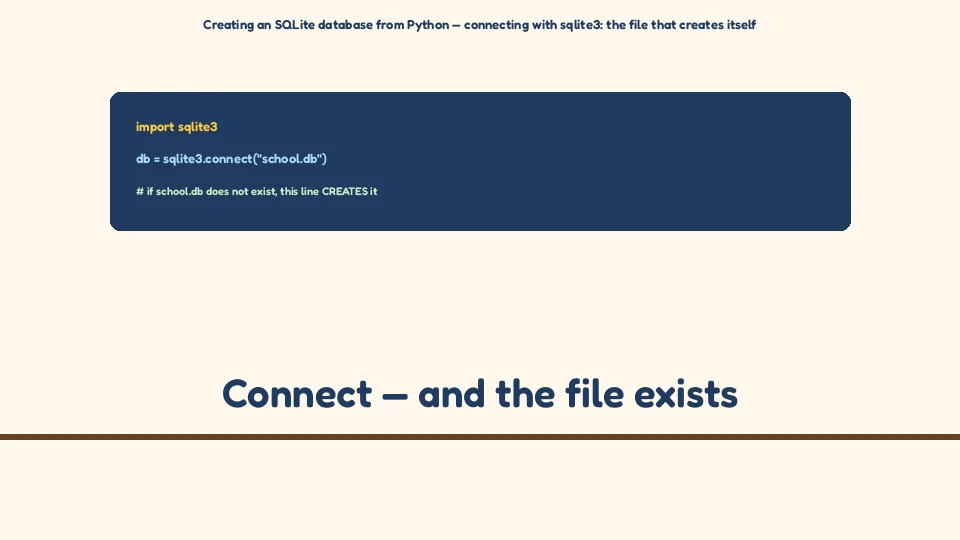 Creating an SQLite database from Python — connecting with sqlite3: the file that creates itself
import sqlite3
db = sqlite3.connect("school.db")
# if school.db does not exist, this line CREATES it
Connect — and the file exists